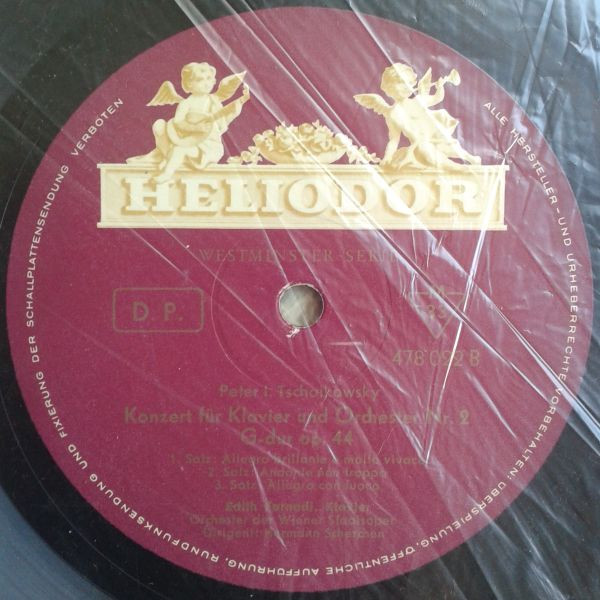 HELIODOR
WESTMINSTER-SERIE
D P.
M
33
478 092 B
Peter I. Tschaikowsky
Konzert für Klavier und Orchester Nr. 2
G-dur op. 44
1. Satz: Allegro brillante e molto vivace
2. Satz: Andante non troppo
3. Satz: Allegro con fuoco
Edith Farnadi, Klavier
Orchester der Wiener Staatsoper
Dirigent: Hermann Scherchen
ALLE HERSTELLER- UND URHEBERRECHTE VORBEHALTEN: ÜBERSPIELUNG, ÖFFENTLICHE AUFFÜHRUNG, RUNDFUNKSENDUNG UND FIXIERUNG DER SCHALLPLATTENSENDUNG VERBOTEN